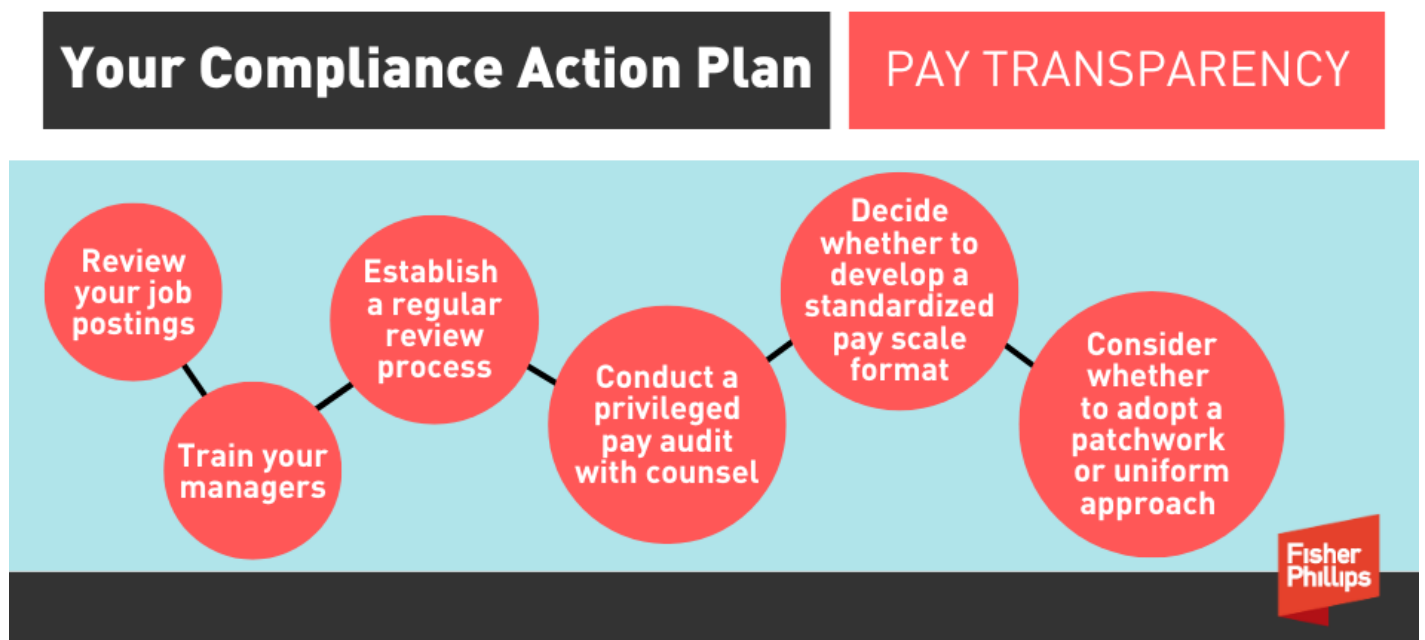 Your Compliance Action Plan
PAY TRANSPARENCY
Review
your job
postings
Train your
managers
Establish
a regular
review
process
Conduct a
privileged
pay audit
with counsel
Decide
whether to
develop a
standardized
pay scale
format
Consider
whether
to adopt a
patchwork
or uniform
approach
Fisher
Phillips